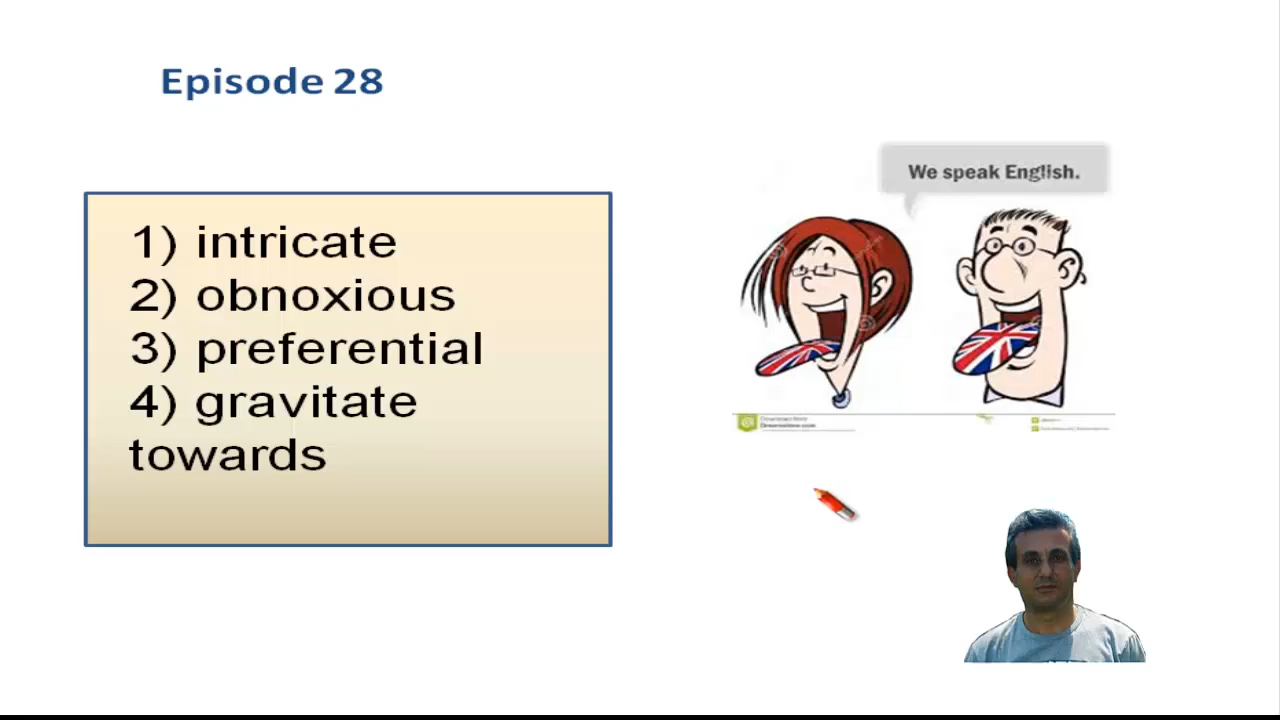 Episode 28
We speak English.
1) intricate
2) obnoxious
3) preferential
4) gravitate
towards